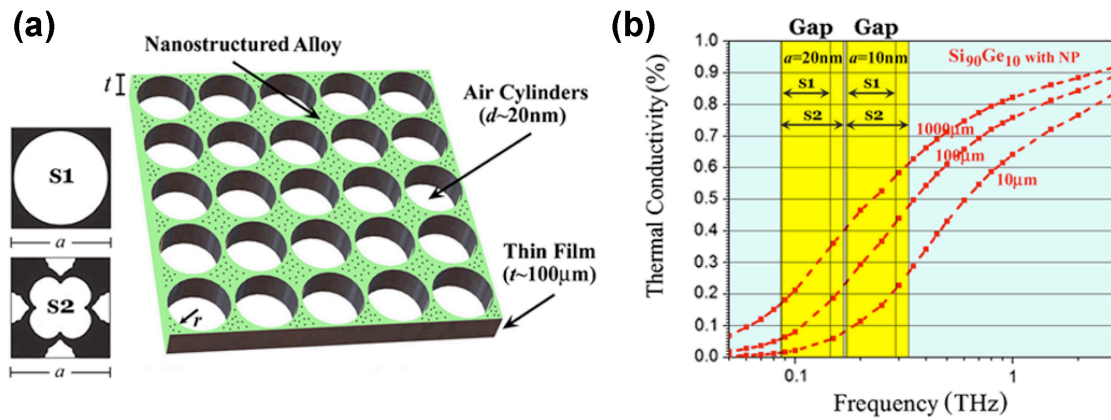 (a)
Nanostructured Alloy
t
Air Cylinders
(d~20nm)
S1
a
S2
a
r
Thin Film
(t~100μm)
(b)
Gap Gap
a=20nm a=10nm
S1 S1
S2 S2
Si90Ge10 with NP
1000μm
100μm
10μm
Thermal Conductivity (%)
1.0
0.9
0.8
0.7
0.6
0.5
0.4
0.3
0.2
0.1
0.0
0.1 1
Frequency (THz)